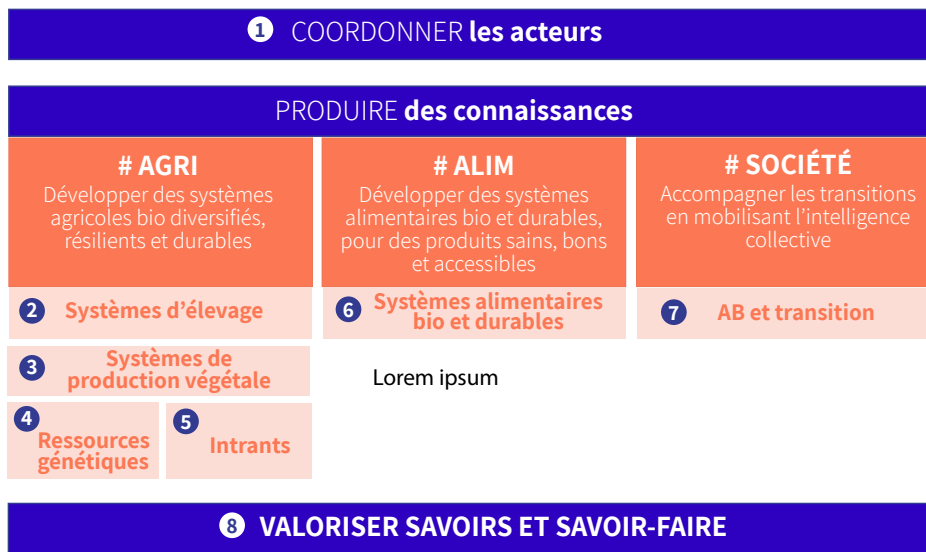 1 COORDONNER les acteurs
PRODUIRE des connaissances
# AGRI
Développer des systèmes
agricoles bio diversifiés,
résilients et durables
# ALIM
Développer des systèmes
alimentaires bio et durables,
pour des produits sains, bons
et accessibles
# SOCIÉTÉ
Accompagner les transitions
en mobilisant l'intelligence
collective
2 Systèmes d'élevage
6 Systèmes alimentaires
bio et durables
7 AB et transition
3 Systèmes de
production végétale
Lorem ipsum
4 Ressources
génétiques
5 Intrants
8 VALORISER SAVOIRS ET SAVOIR-FAIRE